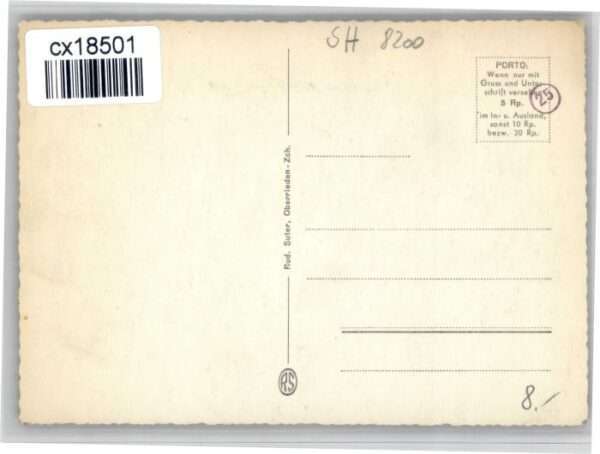 cx18501
SH 8200
PORTO:
Wenn nur mit
Gruss und Unter-
schrift versehen
5 Rp.
25
im In- u. Ausland,
sonst 10 Rp.
bezw. 20 Rp.
Rud. Suter, Oberrieden-Zch.
RS
8.-